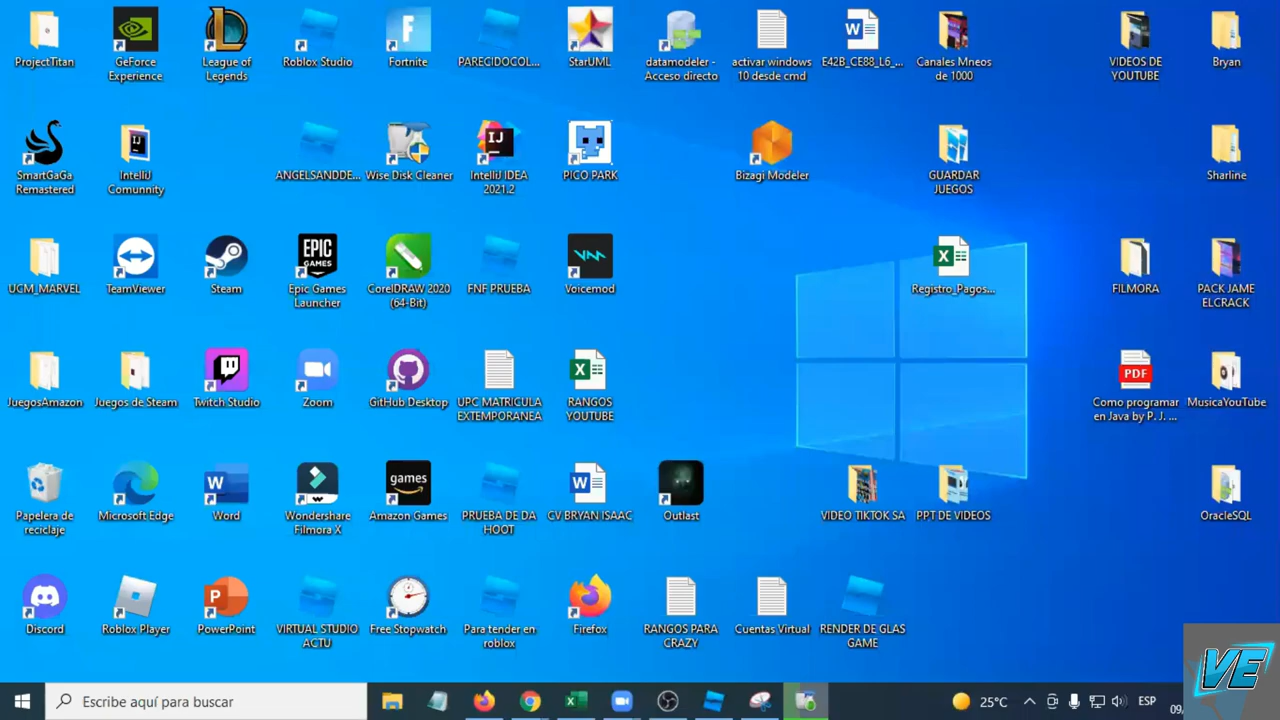 ProjectTitan
GeForce
Experience
League of
Legends
Roblox Studio
Fortnite
PARECIDOCOL...
StarUML
datamodeler -
Acceso directo
activar windows
10 desde cmd
E42B_CE88_L6_...
Canales Mneos
de 1000
VIDEOS DE
YOUTUBE
Bryan
SmartGaGa
Remastered
IntelliJ
Comunnity
ANGELSANDDE...
Wise Disk Cleaner
IntelliJ IDEA
2021.2
PICO PARK
Bizagi Modeler
GUARDAR
JUEGOS
Sharline
UCM_MARVEL
TeamViewer
Steam
Epic Games
Launcher
CorelDRAW 2020
(64-Bit)
FNF PRUEBA
Voicemod
Registro_Pagos...
FILMORA
PACK JAME
ELCRACK
JuegosAmazon
Juegos de Steam
Twitch Studio
Zoom
GitHub Desktop
UPC MATRICULA
EXTEMPORANEA
RANGOS
YOUTUBE
PDF
Como programar
en Java by P. J. ...
MusicaYouTube
Papelera de
reciclaje
Microsoft Edge
Word
Wondershare
Filmora X
games
Amazon Games
PRUEBA DE DA
HOOT
CV BRYAN ISAAC
Outlast
VIDEO TIKTOK SA
PPT DE VIDEOS
OracleSQL
Discord
Roblox Player
PowerPoint
VIRTUAL STUDIO
ACTU
Free Stopwatch
Para tender en
roblox
Firefox
RANGOS PARA
CRAZY
Cuentas Virtual
RENDER DE GLAS
GAME
VE
Escribe aquí para buscar
25°C
ESP
09/